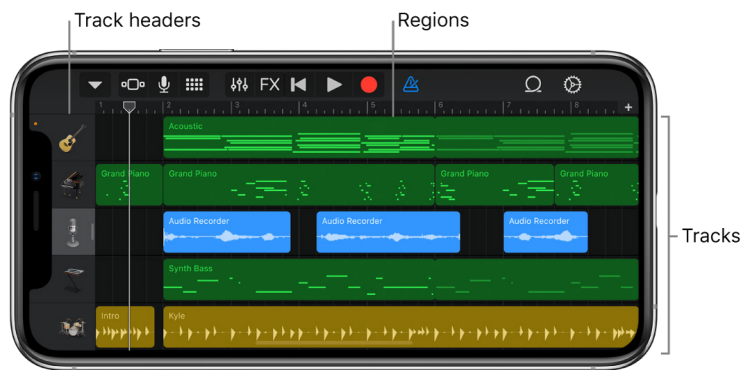 Track headers
Regions
FX
1 2 3 4 5 6 7 8 +
Acoustic
Grand Piano Grand Piano Grand Piano Grand Piano
Audio Recorder Audio Recorder Audio Recorder
Tracks
Synth Bass
Intro Kyle